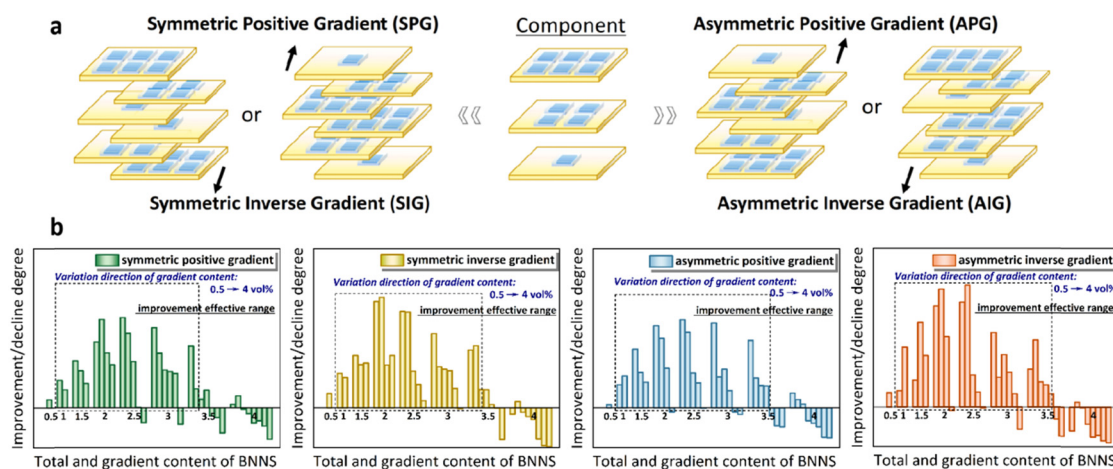 a
Symmetric Positive Gradient (SPG)
Component
Asymmetric Positive Gradient (APG)
or
or
Symmetric Inverse Gradient (SIG)
Asymmetric Inverse Gradient (AIG)
b
Improvement/decline degree
symmetric positive gradient
Variation direction of gradient content:
0.5 → 4 vol%
improvement effective range
0.5 1 1.5 2 2.5 3 3.5 4
Total and gradient content of BNNS
Improvement/decline degree
symmetric inverse gradient
Variation direction of gradient content:
0.5 → 4 vol%
improvement effective range
0.5 1 1.5 2 2.5 3 3.5 4
Total and gradient content of BNNS
Improvement/decline degree
asymmetric positive gradient
Variation direction of gradient content:
0.5 → 4 vol%
improvement effective range
0.5 1 1.5 2 2.5 3 3.5 4
Total and gradient content of BNNS
Improvement/decline degree
asymmetric inverse gradient
Variation direction of gradient content:
0.5 → 4 vol%
improvement effective range
0.5 1 1.5 2 2.5 3 3.5 4
Total and gradient content of BNNS